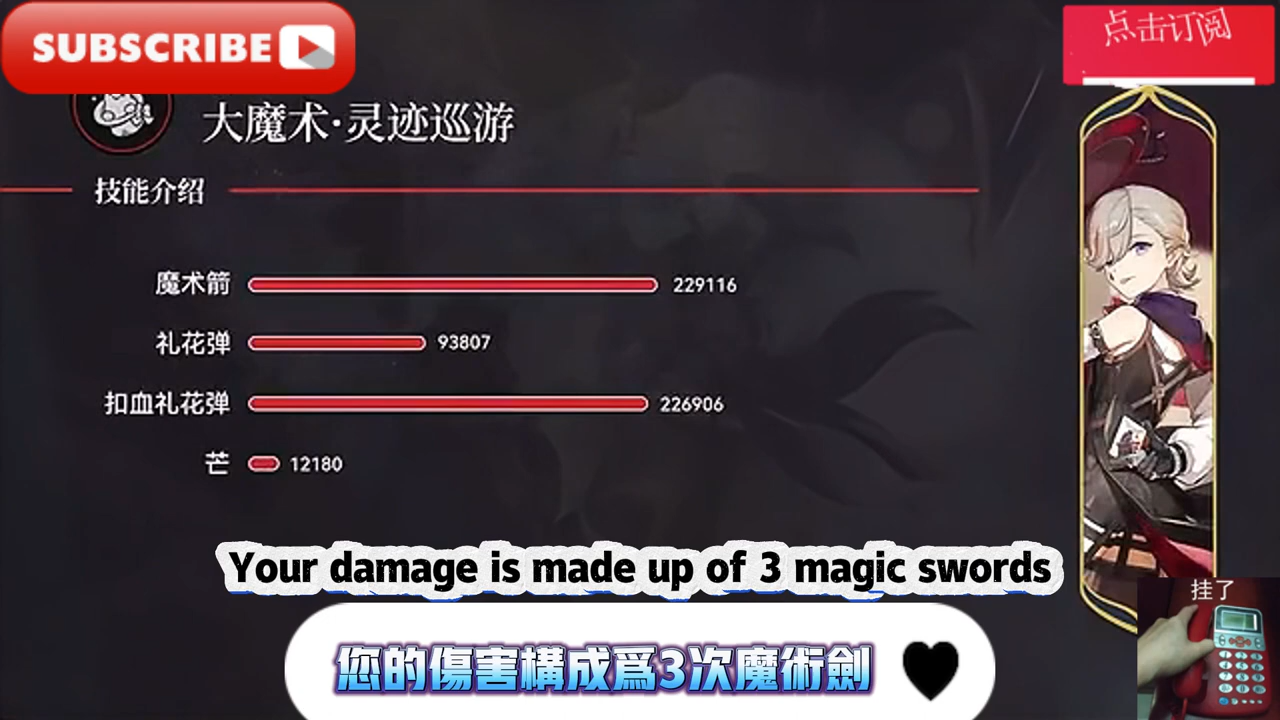 SUBSCRIBE
点击订阅
大魔术·灵迹巡游
技能介绍
魔术箭 229116
礼花弹 93807
扣血礼花弹 226906
芒 12180
Your damage is made up of 3 magic swords
挂了
您的傷害構成爲3次魔術劍